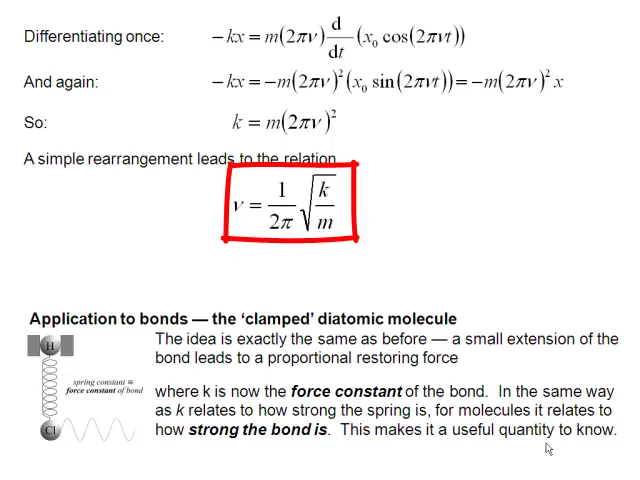 Differentiating once: −kx = m(2πν) d/dt (x₀ cos(2πνt))
And again: −kx = −m(2πν)² (x₀ sin(2πνt)) = −m(2πν)² x
So: k = m(2πν)²
A simple rearrangement leads to the relation
ν = 1/2π √(k/m)
Application to bonds — the ‘clamped’ diatomic molecule
The idea is exactly the same as before — a small extension of the
bond leads to a proportional restoring force
H
spring constant ≡
force constant of bond
Cl
where k is now the force constant of the bond. In the same way
as k relates to how strong the spring is, for molecules it relates to
how strong the bond is. This makes it a useful quantity to know.